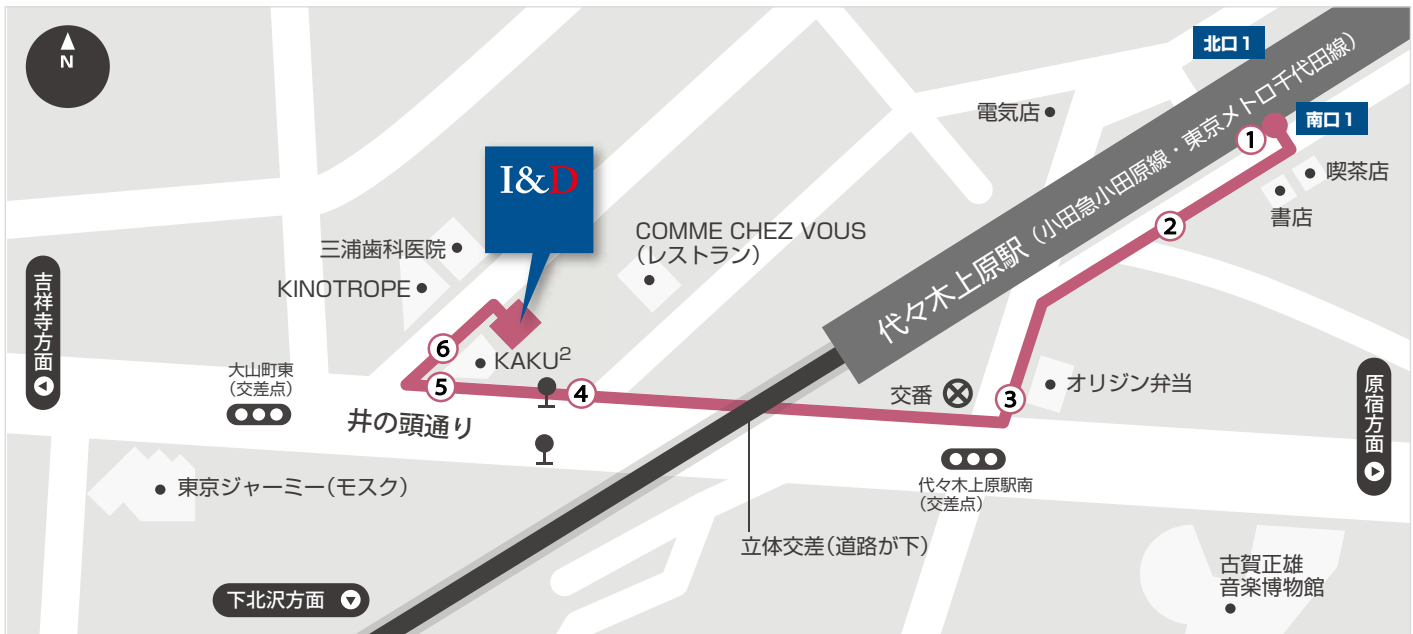 N
北口1
代々木上原駅（小田急小田原線・東京メトロ千代田線）
南口1
電気店
1
喫茶店
書店
2
I&D
COMME CHEZ VOUS
（レストラン）
三浦歯科医院
KINOTROPE
吉祥寺方面
6
KAKU²
大山町東
（交差点）
5
4
井の頭通り
交番
3
オリジン弁当
原宿方面
代々木上原駅南
（交差点）
東京ジャーミー（モスク）
立体交差（道路が下）
下北沢方面
古賀正雄
音楽博物館